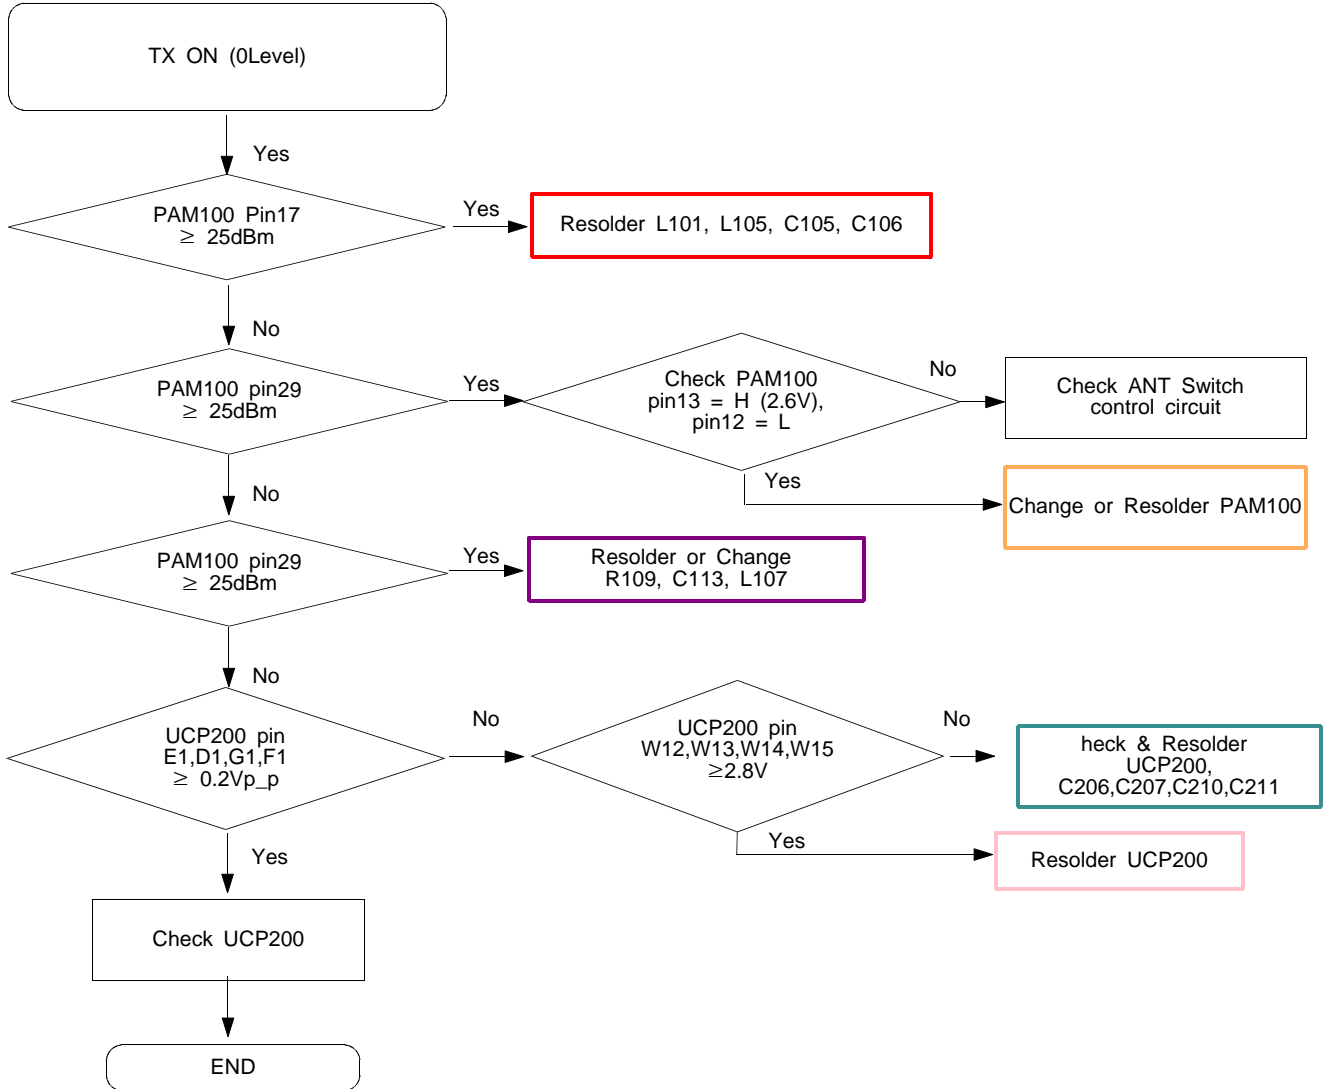 TX ON (0Level)
Yes
PAM100 Pin17
≥ 25dBm
Yes
Resolder L101, L105, C105, C106
No
PAM100 pin29
≥ 25dBm
Yes
Check PAM100
pin13 = H (2.6V),
pin12 = L
No
Check ANT Switch
control circuit
Yes
Change or Resolder PAM100
No
PAM100 pin29
≥ 25dBm
Yes
Resolder or Change
R109, C113, L107
No
UCP200 pin
E1,D1,G1,F1
≥ 0.2Vp_p
No
UCP200 pin
W12,W13,W14,W15
≥2.8V
No
heck & Resolder
UCP200,
C206,C207,C210,C211
Yes
Resolder UCP200
Yes
Check UCP200
END